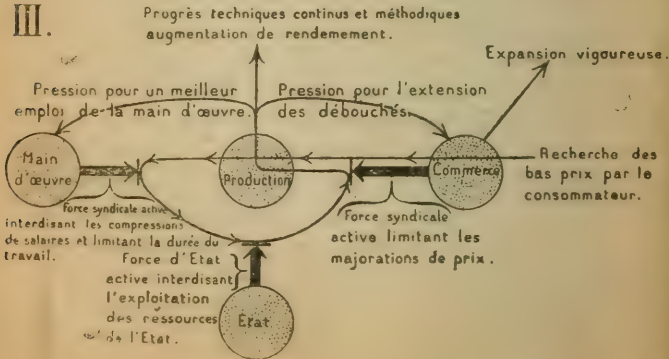 III.
Progrès techniques continus et méthodiques
augmentation de rendemement.
Expansion vigoureuse.
Pression pour un meilleur
emploi de la main d'œuvre.
Pression pour l'extension
des débouchés.
Main
d'œuvre
Production
Commerce
Recherche des
bas prix par le
consommateur.
Force syndicale active
interdisant les compressions
de salaires et limitant la durée du
travail.
Force syndicale
active limitant les
majorations de prix.
Force d'Etat
active interdisant
l'exploitation
des ressources
de l'Etat.
Etat